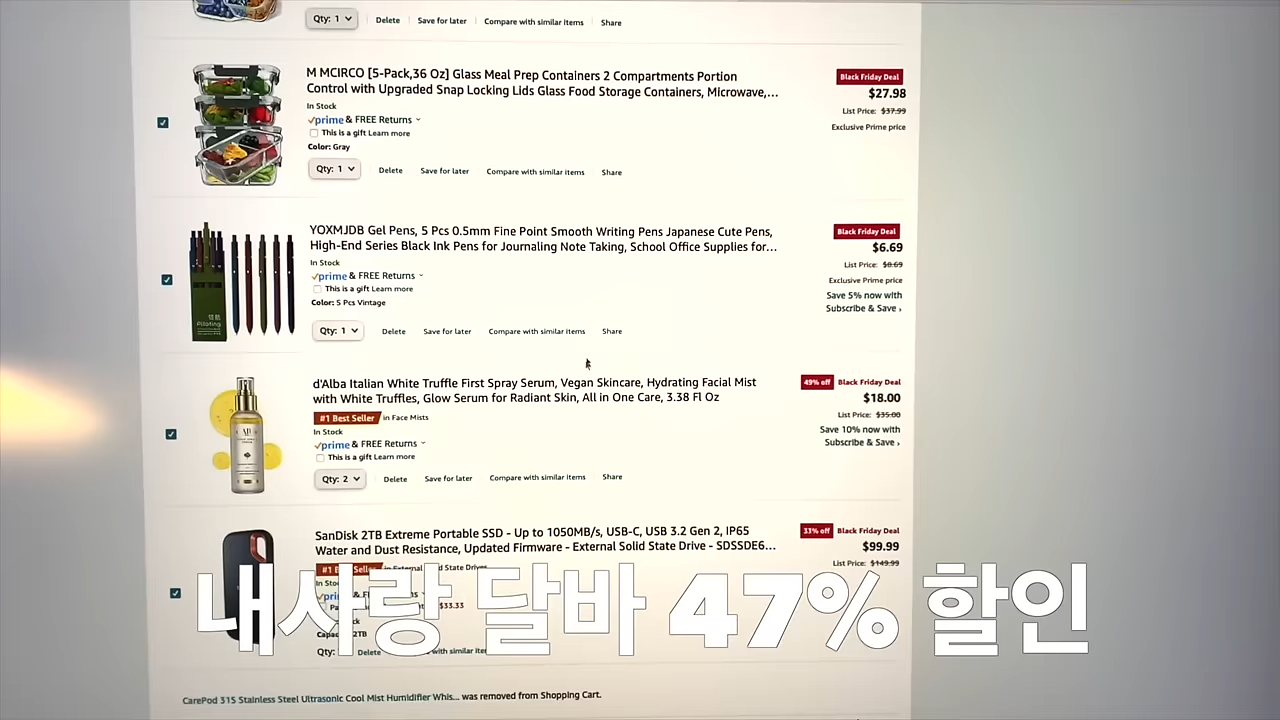 Qty: 1
Delete
Save for later
Compare with similar items
Share
M MCIRCO [5-Pack,36 Oz] Glass Meal Prep Containers 2 Compartments Portion
Control with Upgraded Snap Locking Lids Glass Food Storage Containers, Microwave,...
In Stock
prime & FREE Returns
This is a gift Learn more
Color: Gray
Qty: 1
Delete
Save for later
Compare with similar items
Share
Black Friday Deal
$27.98
List Price: $37.99
Exclusive Prime price
YOXMJDB Gel Pens, 5 Pcs 0.5mm Fine Point Smooth Writing Pens Japanese Cute Pens,
High-End Series Black Ink Pens for Journaling Note Taking, School Office Supplies for...
In Stock
prime & FREE Returns
This is a gift Learn more
Color: 5 Pcs Vintage
Qty: 1
Delete
Save for later
Compare with similar items
Share
Black Friday Deal
$6.69
List Price: $8.69
Exclusive Prime price
Save 5% now with
Subscribe & Save ›
d'Alba Italian White Truffle First Spray Serum, Vegan Skincare, Hydrating Facial Mist
with White Truffles, Glow Serum for Radiant Skin, All in One Care, 3.38 Fl Oz
#1 Best Seller in Face Mists
In Stock
prime & FREE Returns
This is a gift Learn more
Qty: 2
Delete
Save for later
Compare with similar items
Share
49% off Black Friday Deal
$18.00
List Price: $35.00
Save 10% now with
Subscribe & Save ›
SanDisk 2TB Extreme Portable SSD - Up to 1050MB/s, USB-C, USB 3.2 Gen 2, IP65
Water and Dust Resistance, Updated Firmware - External Solid State Drive - SDSSDE6...
33% off Black Friday Deal
$99.99
List Price: $149.99
$33.33
2TB
Qty:
Delete
내사랑 달바 47% 할인
CarePod 315 Stainless Steel Ultrasonic Cool Mist Humidifier Whis... was removed from Shopping Cart.